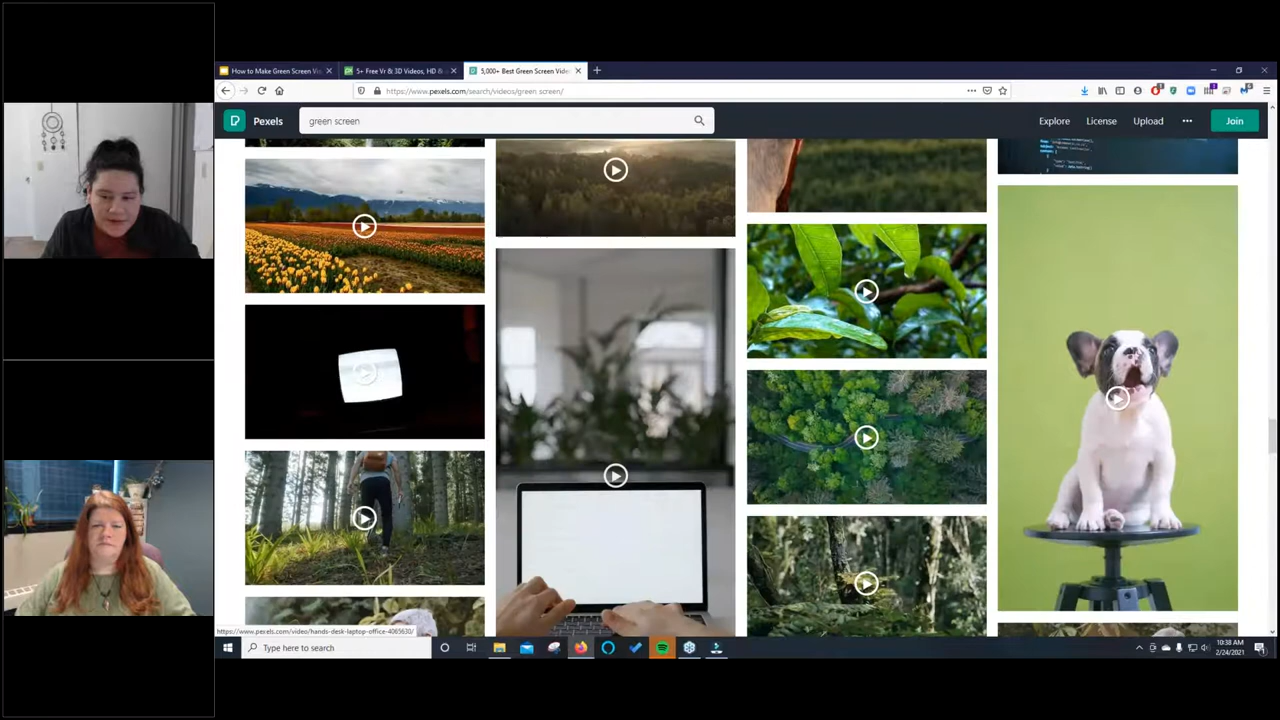 How to Make Green Screen Vi
5+ Free Vr & 3D Videos, HD &
5,000+ Best Green Screen Vide
https://www.pexels.com/search/videos/green screen/
Pexels
green screen
Explore
License
Upload
Join
https://www.pexels.com/video/hands-desk-laptop-office-4065630/
Type here to search
10:38 AM
2/24/2021